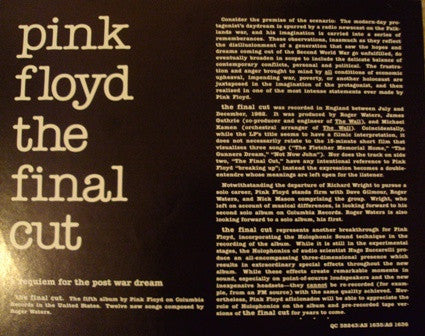 pink
floyd
the
final
cut
requiem for the post war dream
the final cut. The fifth album by Pink Floyd on Columbia
Records in the United States. Twelve new songs composed by
Roger Waters.
Consider the premise of the scenario: The modern-day pro-
tagonist's daydream is spurred by a radio newscast on the Falk-
lands war, and his imagination is carried into a series of
remembrances. These observations, inasmuch as they reflect
the disillusionment of a generation that saw the hopes and
dreams coming out of the Second World War go unfulfilled, do
eventually broaden in scope to include the delicate balance of
contemporary conflicts, personal and political. The frustra-
tion and anger brought to mind by all conditions of economic
upheaval, impending war, poverty, or another holocaust are
juxtaposed in the imagination of the protagonist, and then
realised in one of the most intense statements ever made by
Pink Floyd.
the final cut was recorded in England between July and
December, 1982. It was produced by Roger Waters, James
Guthrie (co-producer and engineer of The Wall), and Michael
Kamen (orchestral arranger of The Wall). Coincidentally,
while the LP's title seems to have a filmic interpretation, it
does not necessarily relate to the 15-minute short film that
visualizes three songs ("The Fletcher Memorial Home," "The
Gunners Dream," "Not Now John"). Nor does the track on side
two, "The Final Cut," have any intentional reference to Pink
Floyd "breaking up"; indeed the expression becomes a double-
entendre whose meanings are left open for the listener.
Notwithstanding the departure of Richard Wright to pursue a
solo career, Pink Floyd stands firm with Dave Gilmour, Roger
Waters, and Nick Mason comprising the group. Wright, who
left on account of musical differences, is looking forward to his
second solo album on Columbia Records. Roger Waters is also
looking forward to a solo album, his first.
the final cut represents another breakthrough for Pink
Floyd, incorporating the Holophonic Sound technique in the
recording of the album. While it is still in the experimental
stages, the Holophonics of audio scientist Hugo Zuccarelli pro-
duce an all-encompassing three-dimensional presence which
results in extraordinary special effects throughout the new
album. While these effects create remarkable moments in
sound, especially on point-of-source loudspeakers and the new
inexpensive headsets—they cannot be re-recorded (for exam-
ple, from an FM source) with the same quality achieved. Nev-
ertheless, Pink Floyd aficionados will be able to appreciate the
role of Holophonics on the album and pre-recorded tape ver-
sions of the final cut for years to come.
QC 38243-AS 1635-AS 1636